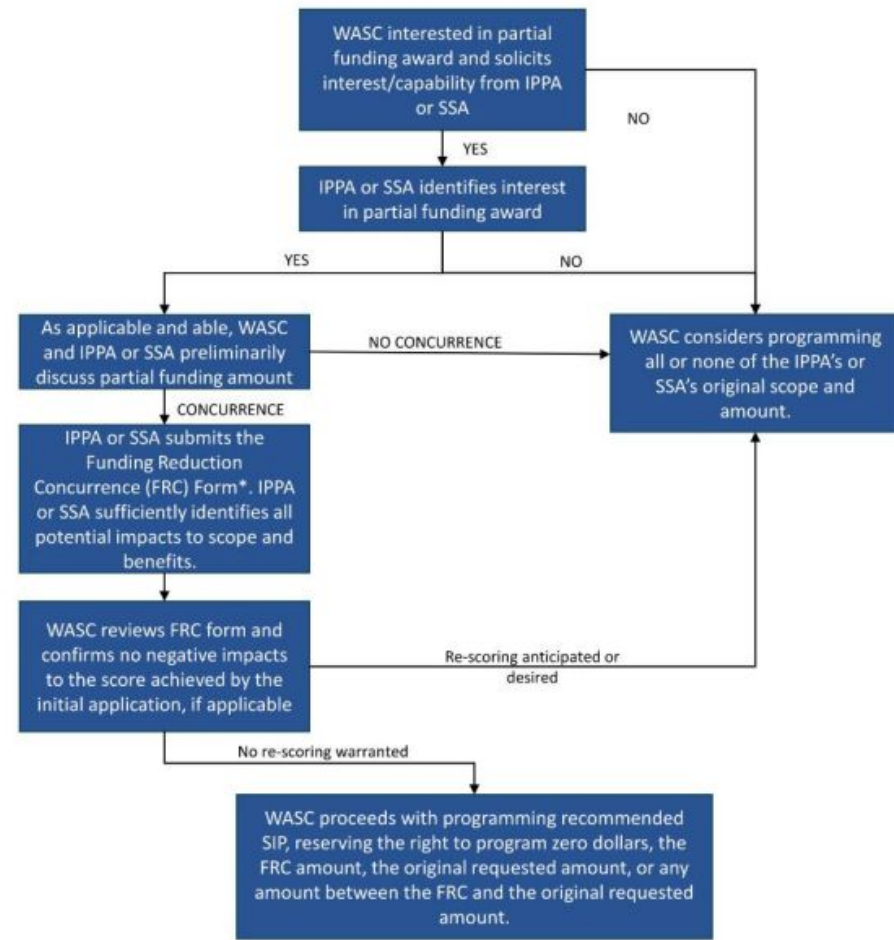 WASC interested in partial
funding award and solicits
interest/capability from IPPA
or SSA
NO
YES
IPPA or SSA identifies interest
in partial funding award
YES
NO
As applicable and able, WASC
and IPPA or SSA preliminarily
discuss partial funding amount
NO CONCURRENCE
WASC considers programming
all or none of the IPPA’s or
SSA’s original scope and
amount.
CONCURRENCE
IPPA or SSA submits the
Funding Reduction
Concurrence (FRC) Form*. IPPA
or SSA sufficiently identifies all
potential impacts to scope and
benefits.
WASC reviews FRC form and
confirms no negative impacts
to the score achieved by the
initial application, if applicable
Re-scoring anticipated or
desired
No re-scoring warranted
WASC proceeds with programming recommended
SIP, reserving the right to program zero dollars, the
FRC amount, the original requested amount, or any
amount between the FRC and the original requested
amount.